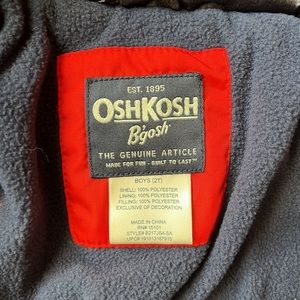 EST. 1895
OSHKOSH
B'gosh
THE GENUINE ARTICLE
MADE FOR FUN - BUILT TO LAST™
BOYS (2T)
SHELL: 100% POLYESTER
LINING: 100% POLYESTER
FILLING: 100% POLYESTER
EXCLUSIVE OF DECORATION
MADE IN CHINA
RN# 15101